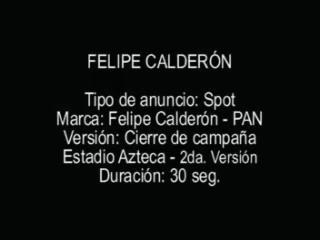 FELIPE CALDERÓN
Tipo de anuncio: Spot
Marca: Felipe Calderón - PAN
Versión: Cierre de campaña
Estadio Azteca - 2da. Versión
Duración: 30 seg.